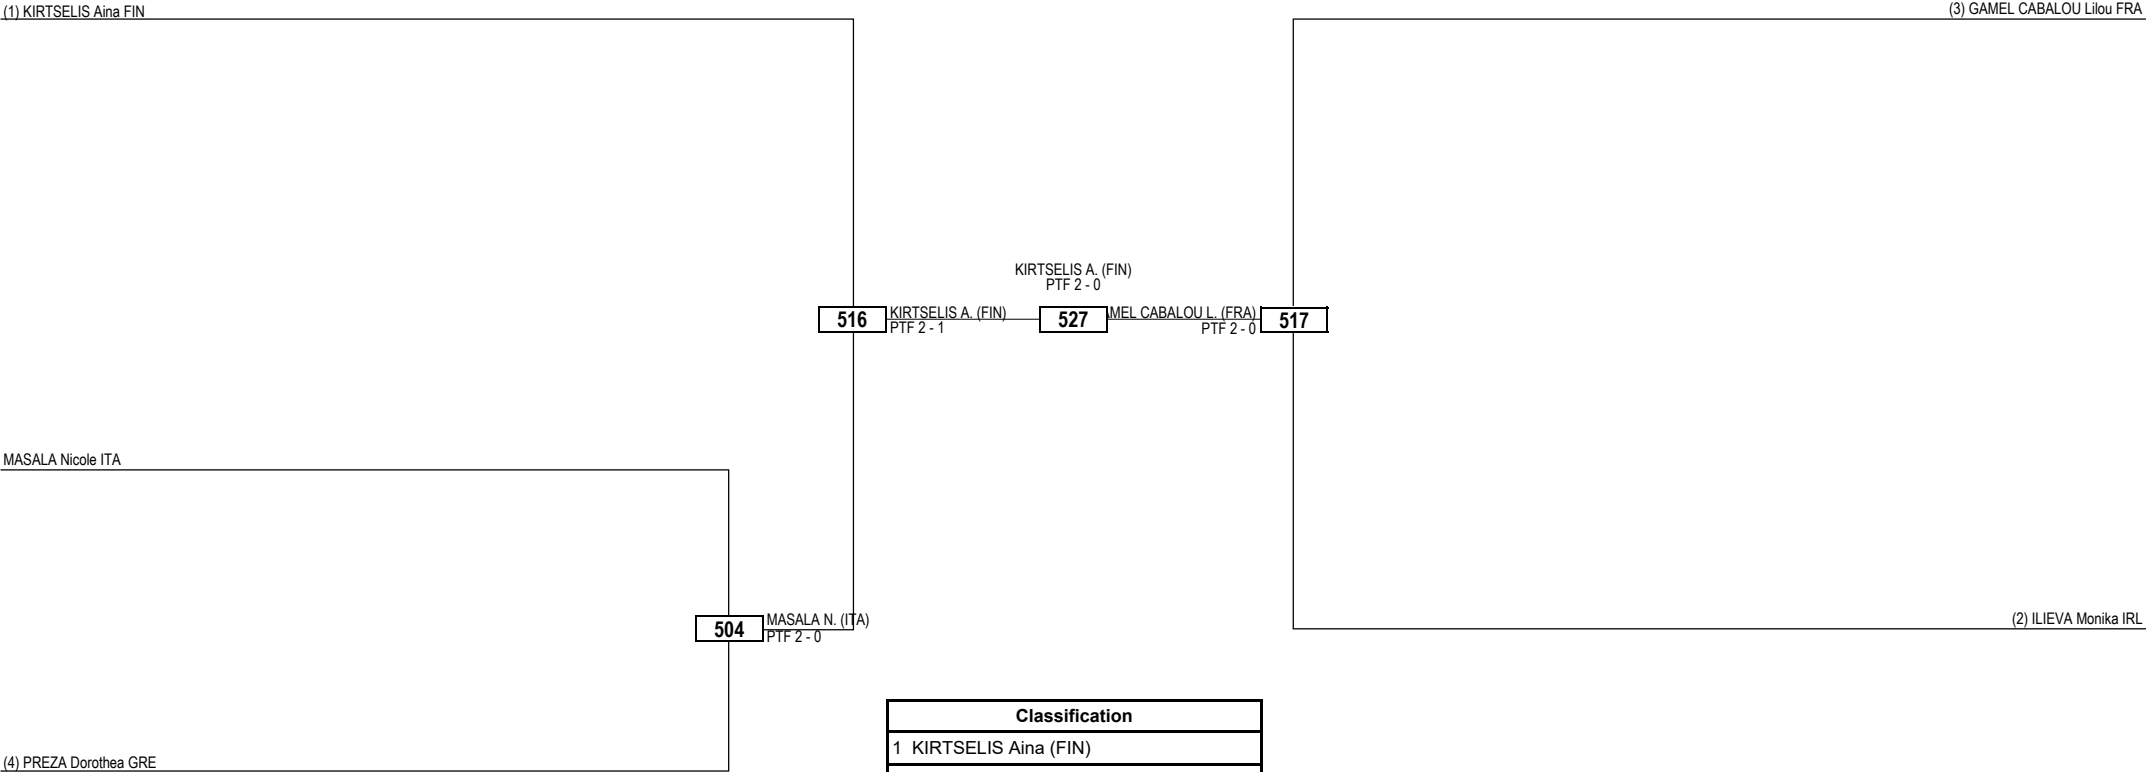 (1) KIRTSELIS Aina FIN
(3) GAMEL CABALOU Lilou FRA
KIRTSELIS A. (FIN)
PTF 2 - 0
516
KIRTSELIS A. (FIN)
PTF 2 - 1
527
CABALOU L. (FRA)
PTF 2 - 0
517
MASALA Nicole ITA
504
MASALA N. (ITA)
PTF 2 - 0
(2) ILIEVA Monika IRL
(4) PREZA Dorothea GRE
Classification
1 KIRTSELIS Aina (FIN)